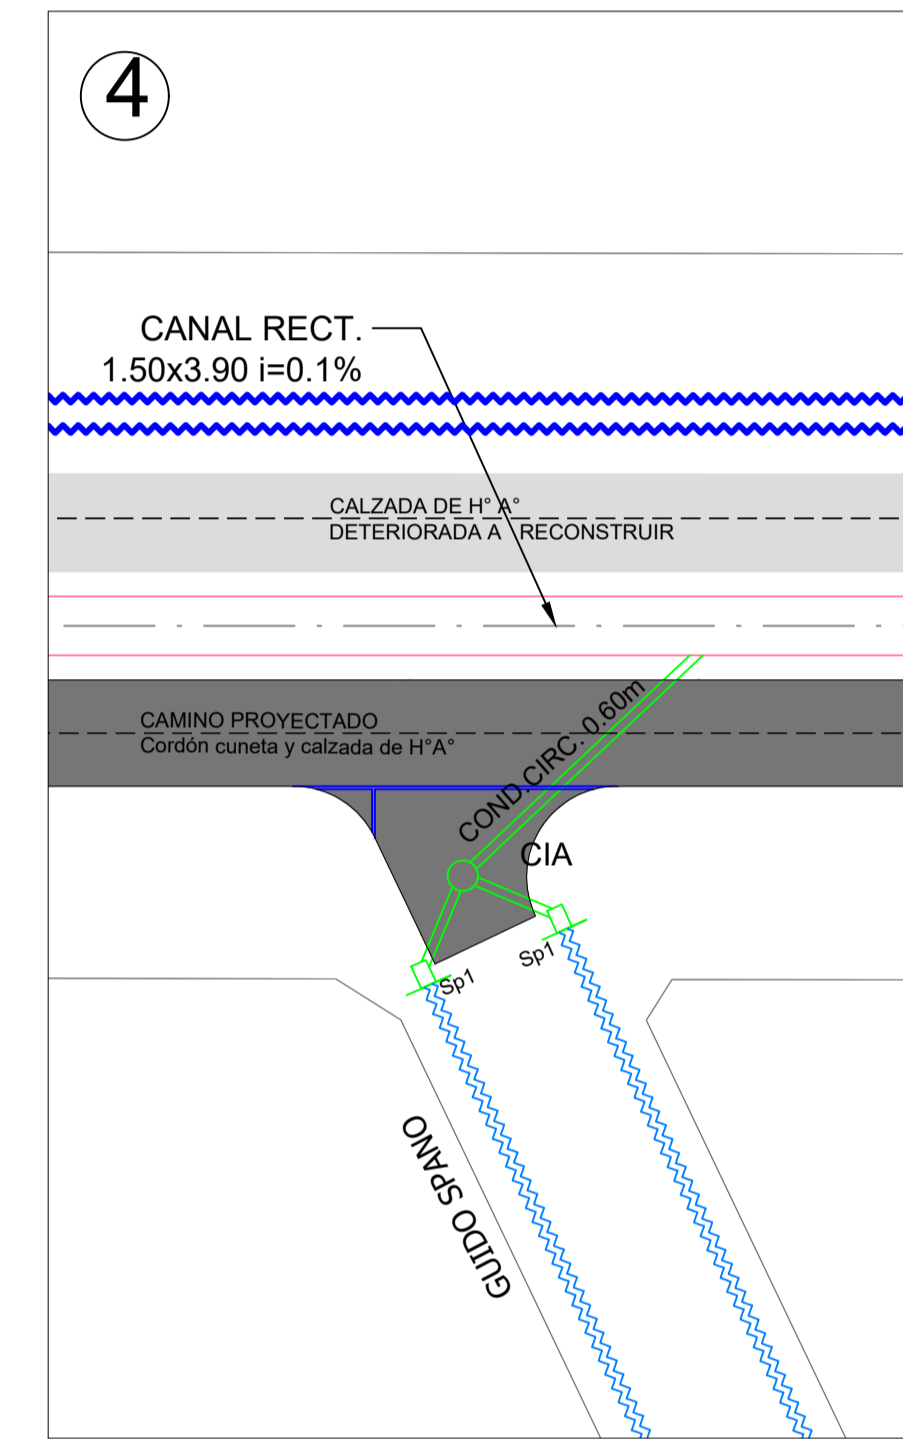 4
CANAL RECT.
1.50x3.90 i=0.1%
CALZADA DE H° A°
DETERIORADA A RECONSTRUIR
CAMINO PROYECTADO
Cordón cuneta y calzada de H°A°
COND.CIRC. 0.60m
CIA
Sp1
Sp1
GUIDO SPANO